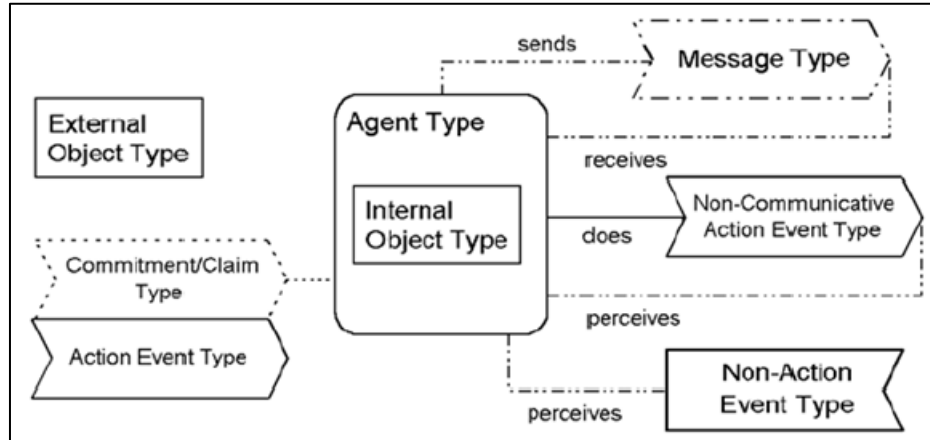 sends
Message Type
External
Object Type
Agent Type
receives
Internal
Object Type
Non-Communicative
Action Event Type
does
Commitment/Claim
Type
perceives
Action Event Type
Non-Action
Event Type
perceives